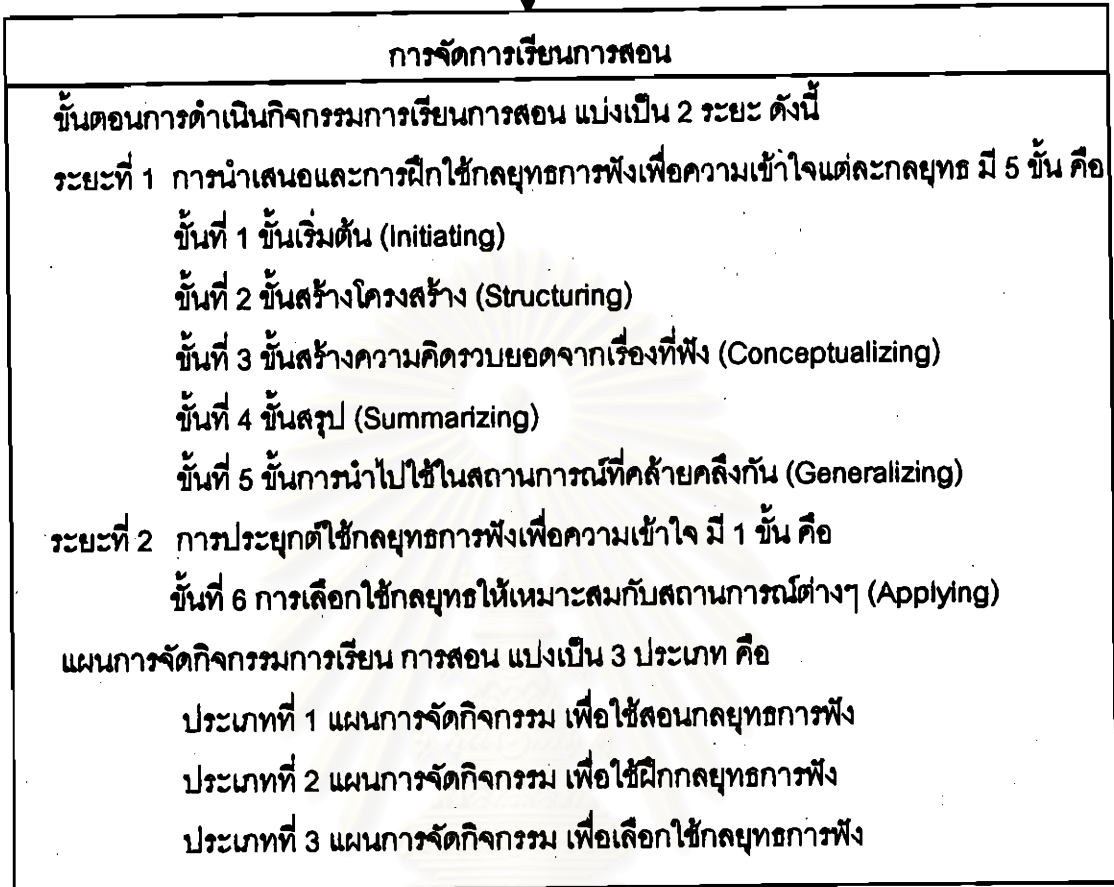 การจัดการเรียนการสอน
ขั้นตอนการดำเนินกิจกรรมการเรียนการสอน แบ่งเป็น 2 ระยะ ดังนี้
ระยะที่ 1 การนำเสนอและการฝึกใช้กลยุทธการฟังเพื่อความเข้าใจแต่ละกลยุทธ มี 5 ขั้น คือ
ขั้นที่ 1 ขั้นเริ่มต้น (Initiating)
ขั้นที่ 2 ขั้นสร้างโครงสร้าง (Structuring)
ขั้นที่ 3 ขั้นสร้างความคิดรวบยอดจากเรื่องที่ฟัง (Conceptualizing)
ขั้นที่ 4 ขั้นสรุป (Summarizing)
ขั้นที่ 5 ขั้นการนำไปใช้ในสถานการณ์ที่คล้ายคลึงกัน (Generalizing)
ระยะที่ 2 การประยุกต์ใช้กลยุทธการฟังเพื่อความเข้าใจ มี 1 ขั้น คือ
ขั้นที่ 6 การเลือกใช้กลยุทธให้เหมาะสมกับสถานการณ์ต่างๆ (Applying)
แผนการจัดกิจกรรมการเรียน การสอน แบ่งเป็น 3 ประเภท คือ
ประเภทที่ 1 แผนการจัดกิจกรรม เพื่อใช้สอนกลยุทธการฟัง
ประเภทที่ 2 แผนการจัดกิจกรรม เพื่อใช้ฝึกกลยุทธการฟัง
ประเภทที่ 3 แผนการจัดกิจกรรม เพื่อเลือกใช้กลยุทธการฟัง